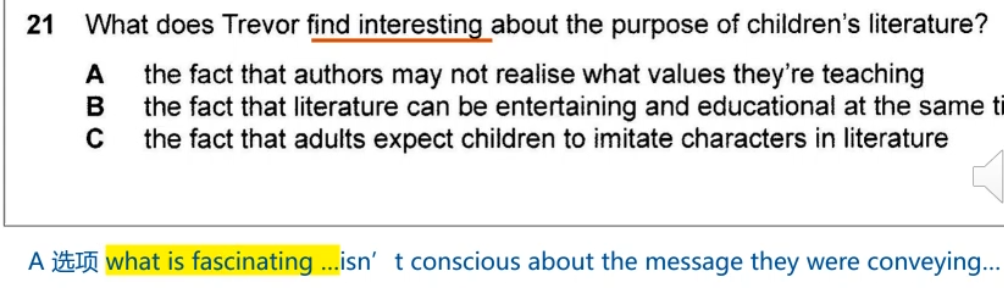 21 What does Trevor find interesting about the purpose of children's literature?
A the fact that authors may not realise what values they're teaching
B the fact that literature can be entertaining and educational at the same ti
C the fact that adults expect children to imitate characters in literature
A 选项 what is fascinating ...isn't conscious about the message they were conveying...